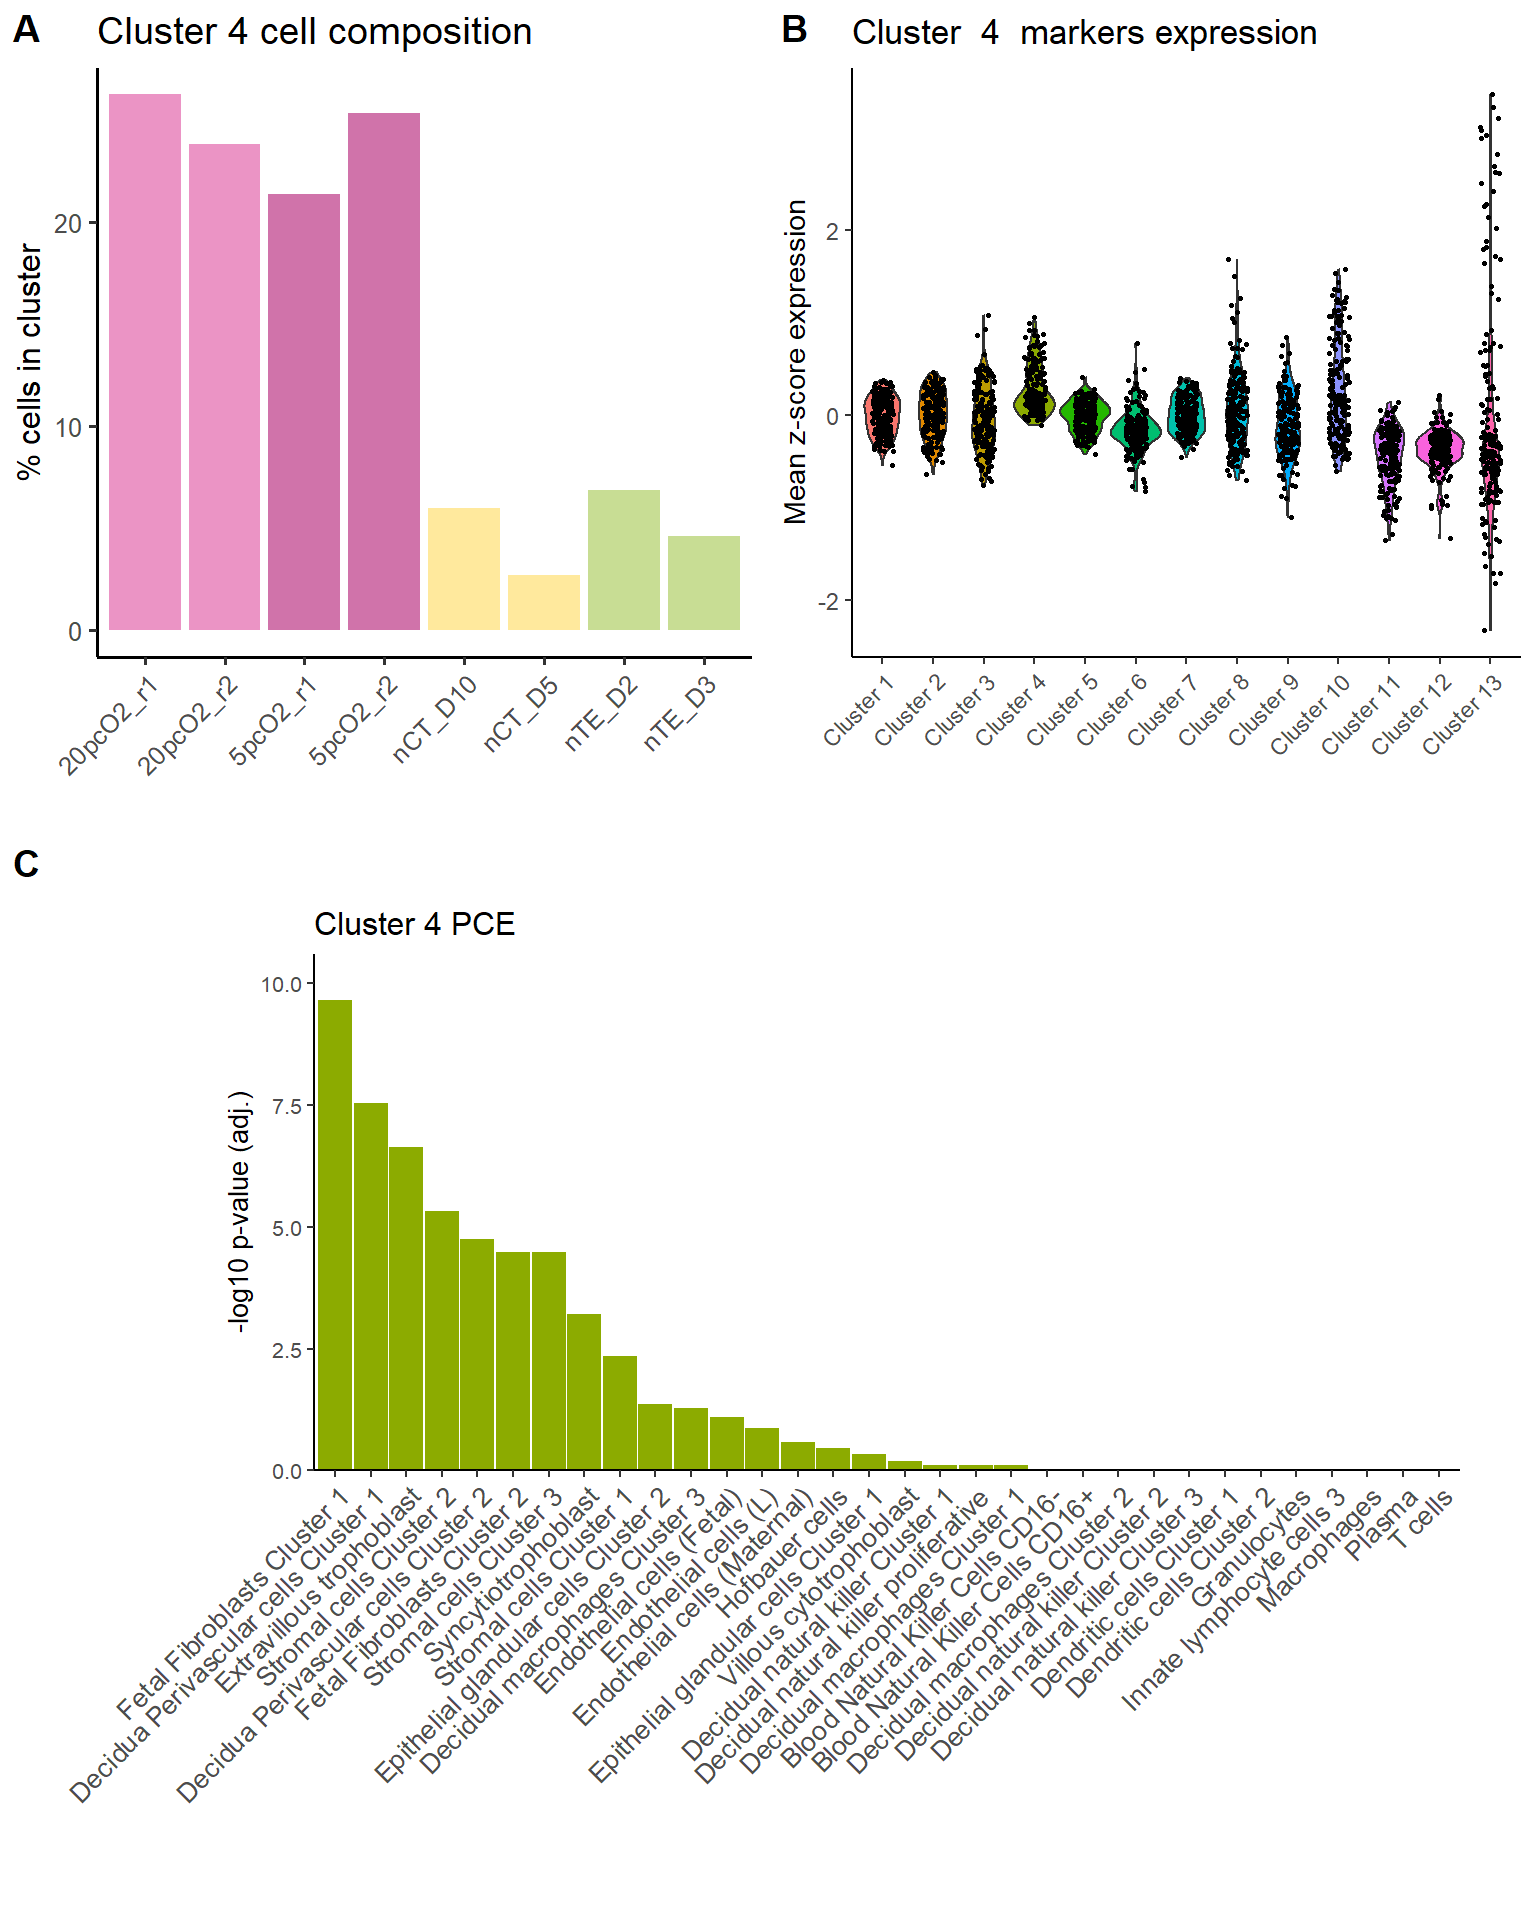 A
Cluster 4 cell composition
% cells in cluster
20
10
0
20pcO2_r1
20pcO2_r2
5pcO2_r1
5pcO2_r2
nCT_D10
nCT_D5
nTE_D2
nTE_D3
B
Cluster 4 markers expression
Mean z-score expression
2
0
-2
Cluster 1
Cluster 2
Cluster 3
Cluster 4
Cluster 5
Cluster 6
Cluster 7
Cluster 8
Cluster 9
Cluster 10
Cluster 11
Cluster 12
Cluster 13
C
Cluster 4 PCE
-log10 p-value (adj.)
10.0
7.5
5.0
2.5
0.0
Fetal Fibroblasts Cluster 1
Decidua Perivascular cells Cluster 1
Extravillous trophoblast
Stromal cells Cluster 2
Decidua Perivascular cells Cluster 2
Fetal Fibroblasts Cluster 2
Stromal cells Cluster 3
Syncytiotrophoblast
Stromal cells Cluster 1
Epithelial glandular cells Cluster 2
Decidual macrophages Cluster 3
Endothelial cells (Fetal)
Endothelial cells (L)
Endothelial cells (Maternal)
Hofbauer cells
Epithelial glandular cells Cluster 1
Villous cytotrophoblast
Decidual natural killer Cluster 1
Decidual natural killer proliferative
Decidual macrophages Cluster 1
Blood Natural Killer Cells CD16-
Blood Natural Killer Cells CD16+
Decidual macrophages Cluster 2
Decidual natural killer Cluster 2
Decidual natural killer Cluster 3
Dendritic cells Cluster 1
Dendritic cells Cluster 2
Granulocytes
Innate lymphocyte cells 3
Macrophages
Plasma
T cells